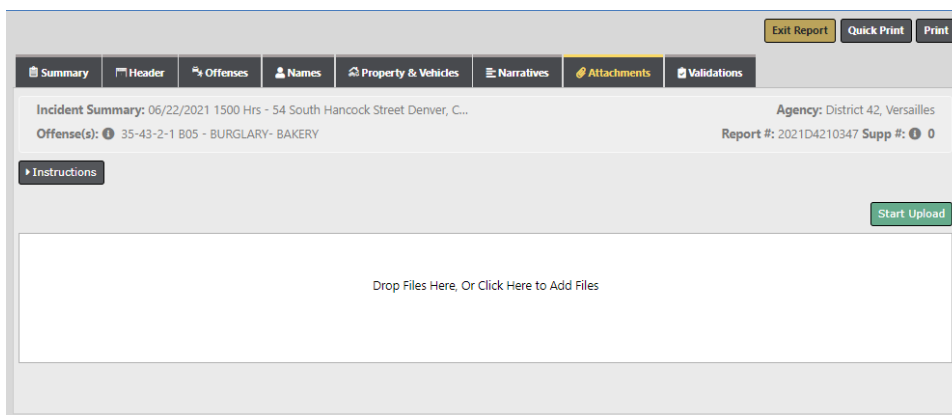 Exit Report Quick Print Print
Summary Header Offenses Names Property & Vehicles Narratives Attachments Validations
Incident Summary: 06/22/2021 1500 Hrs - 54 South Hancock Street Denver, C... Agency: District 42, Versailles
Offense(s): 35-43-2-1 B05 - BURGLARY- BAKERY Report #: 2021D4210347 Supp #: 0
Instructions
Start Upload
Drop Files Here, Or Click Here to Add Files